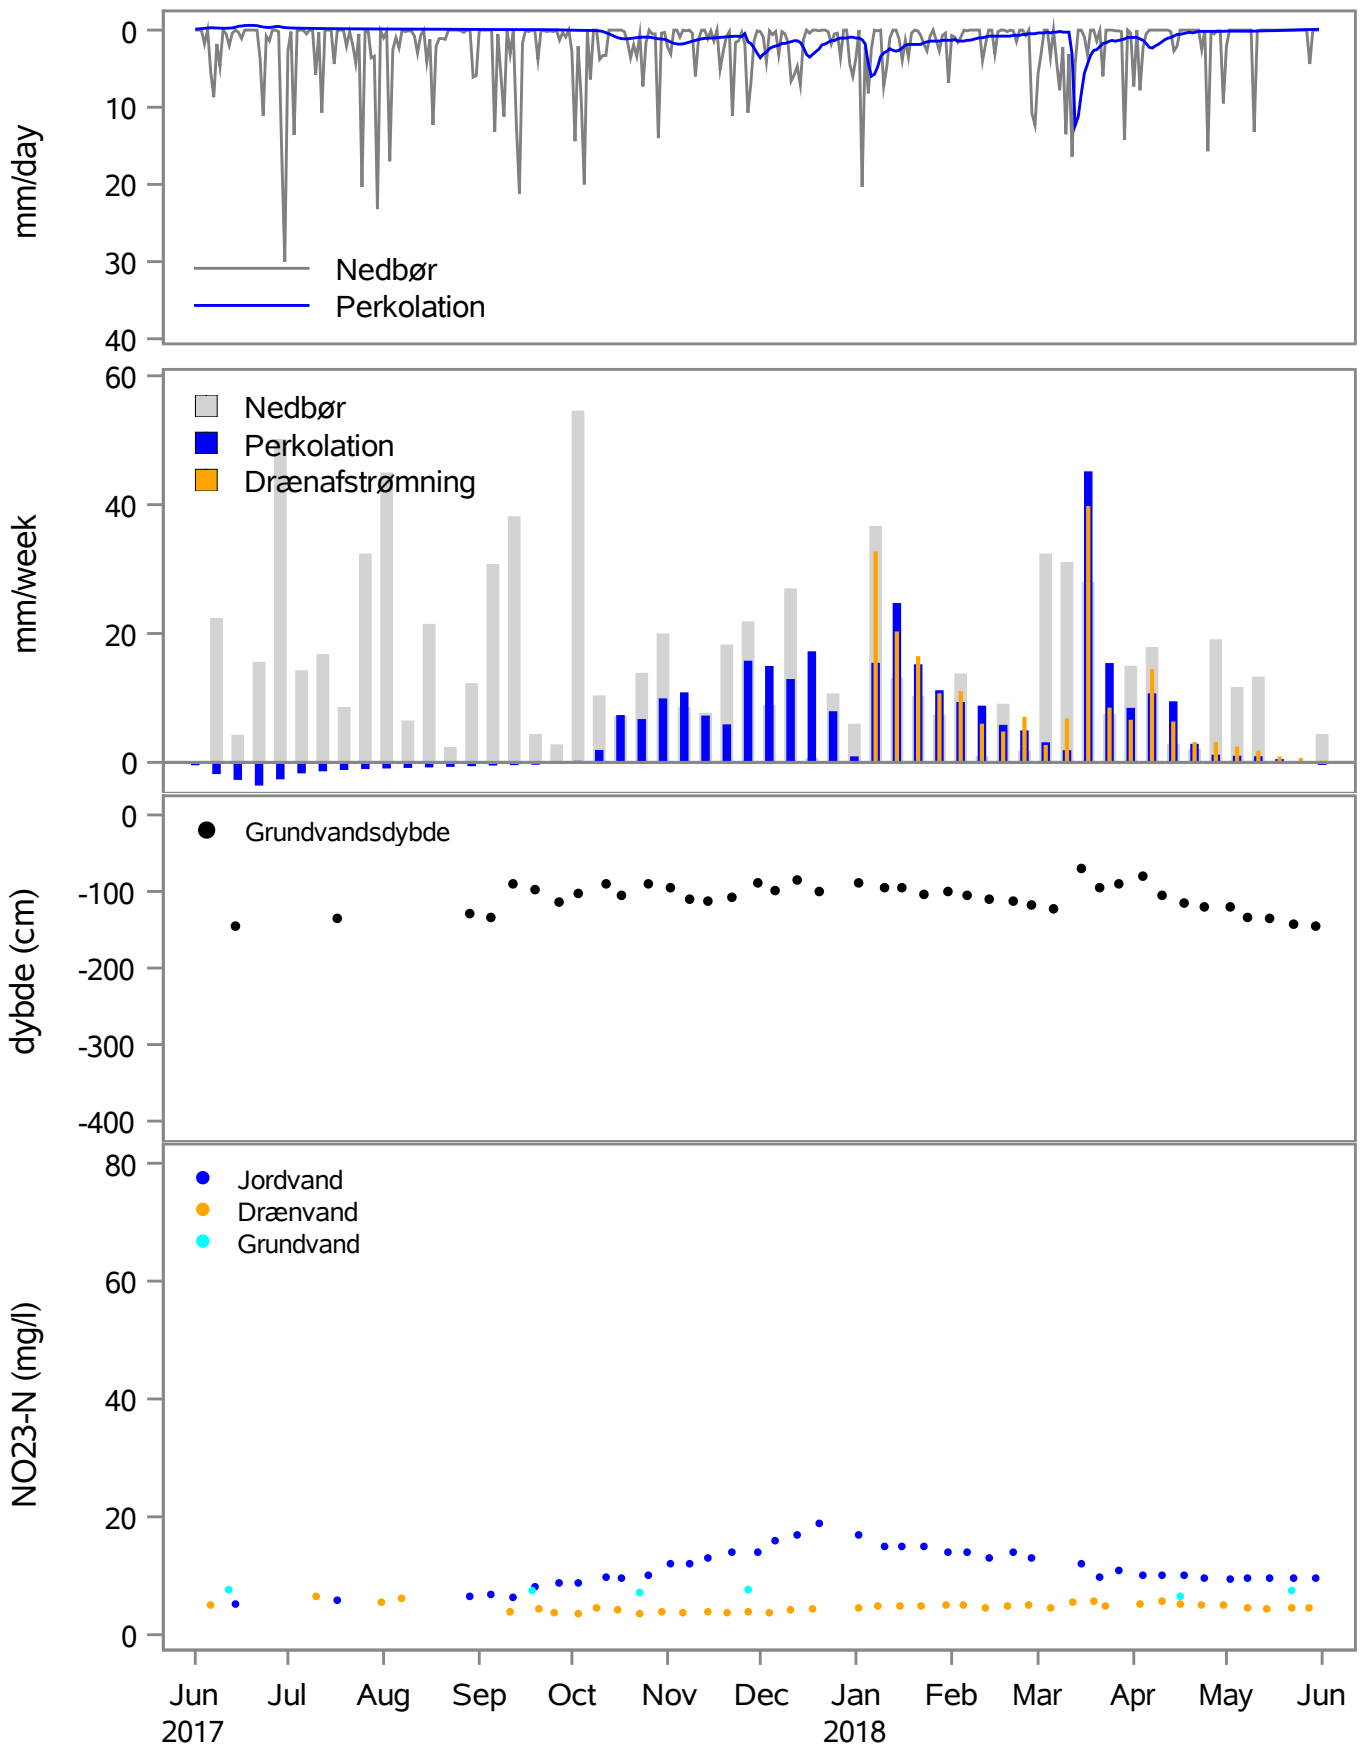 0
10
20
30
40
mm/day
Nedbør
Perkolation
60
40
20
0
mm/week
Nedbør
Perkolation
Drænafstrømning
0
-100
-200
-300
-400
dybde (cm)
Grundvandsdybde
80
60
40
20
0
NO23-N (mg/l)
Jordvand
Drænvand
Grundvand
Jun Jul Aug Sep Oct Nov Dec Jan Feb Mar Apr May Jun
2017 2018